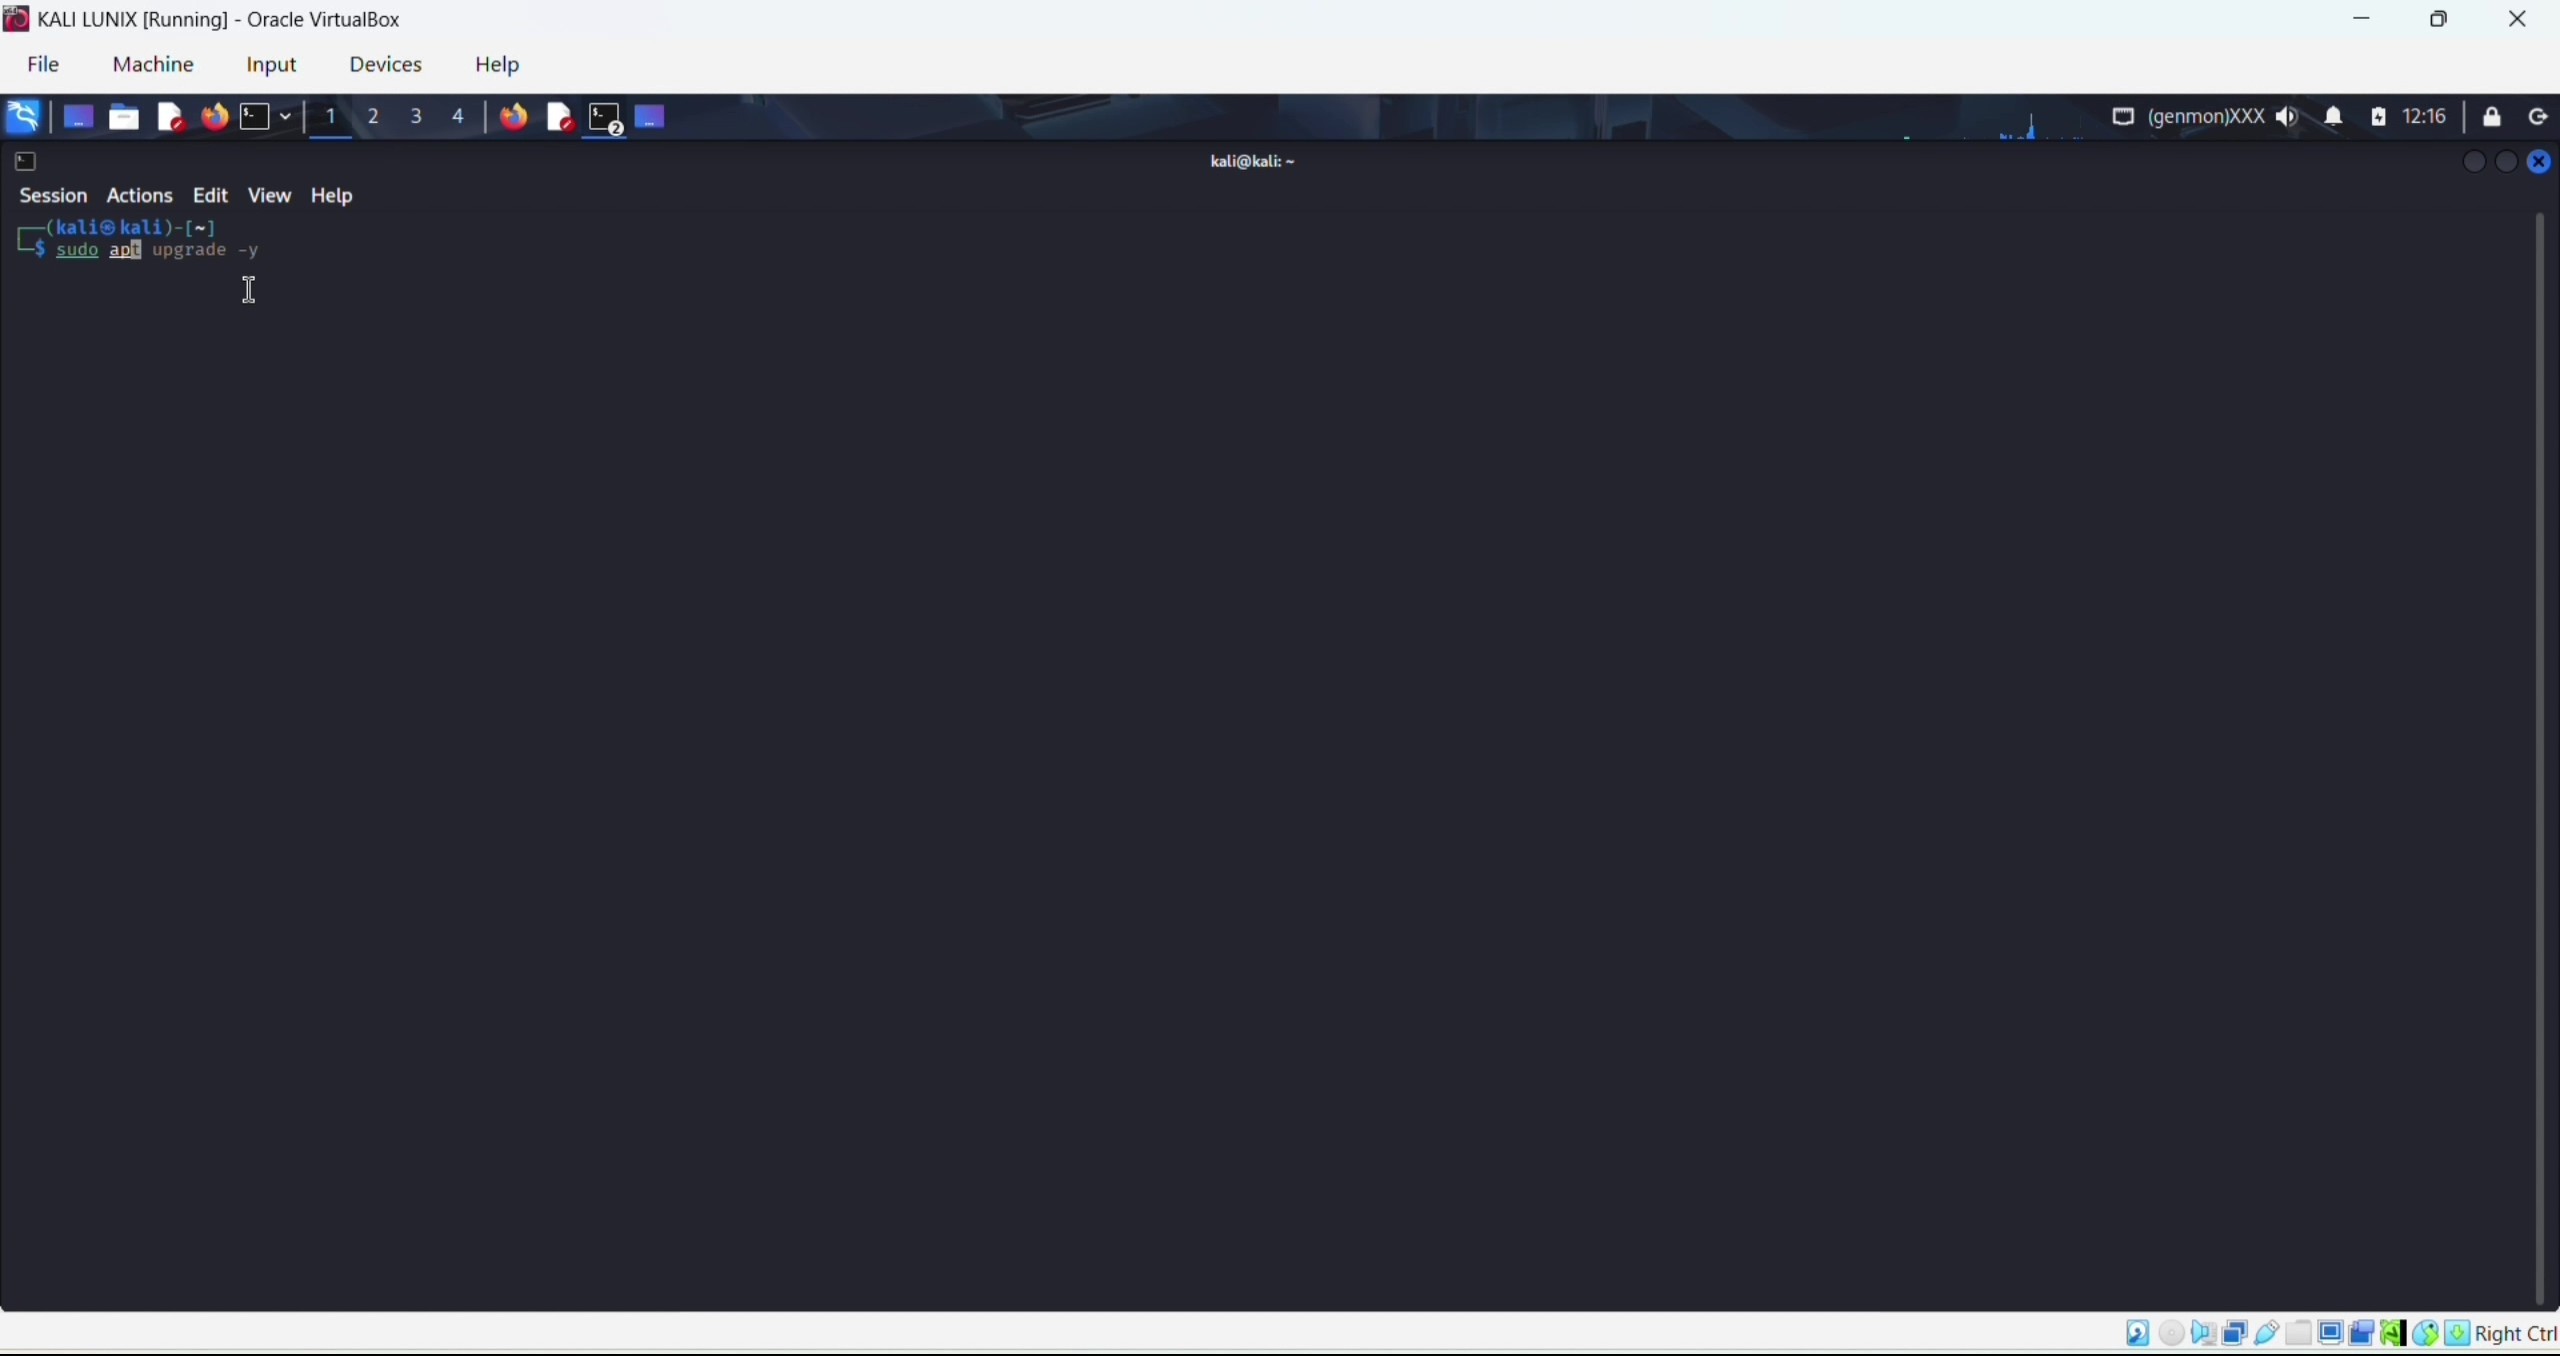 KALI LUNIX [Running] - Oracle VirtualBox
File Machine Input Devices Help
1 2 3 4 2 (genmon)XXX 12:16
kali@kali: ~
Session Actions Edit View Help
┌──(kali㉿kali)-[~]
└─$ sudo apt upgrade -y
Right Ctrl